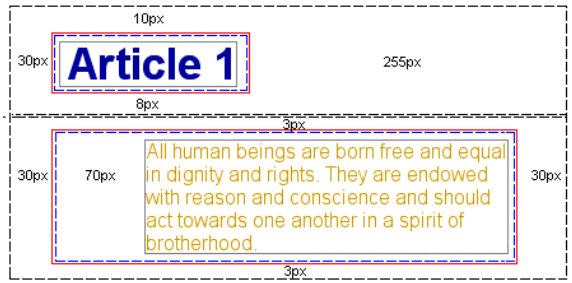 10px
30px
Article 1
255px
8px
3px
30px
70px
All human beings are born free and equal
in dignity and rights. They are endowed
with reason and conscience and should
act towards one another in a spirit of
brotherhood.
30px
3px